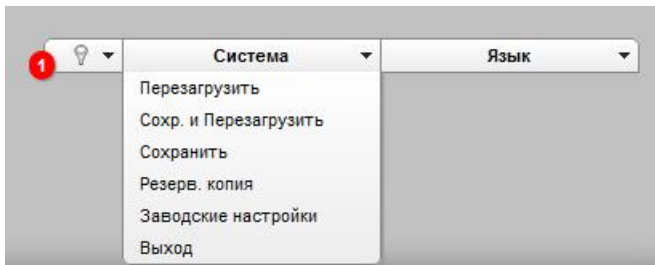 1
Система
Язык
Перезагрузить
Сохр. и Перезагрузить
Сохранить
Резерв. копия
Заводские настройки
Выход